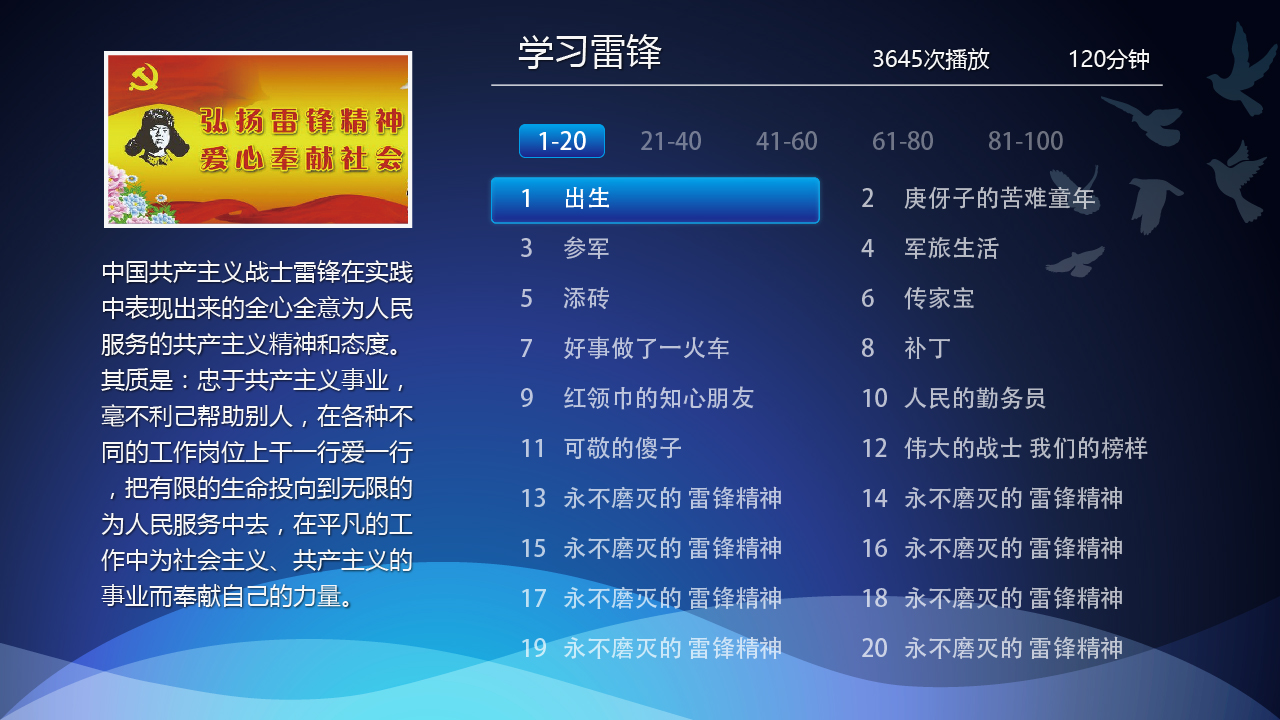 弘扬雷锋精神
爱心奉献社会
中国共产主义战士雷锋在实践
中表现出来的全心全意为人民
服务的共产主义精神和态度。
其质是：忠于共产主义事业，
毫不利己帮助别人，在各种不
同的工作岗位上干一行爱一行
，把有限的生命投向到无限的
为人民服务中去，在平凡的工
作中为社会主义、共产主义的
事业而奉献自己的力量。
学习雷锋 3645次播放 120分钟
1-20 21-40 41-60 61-80 81-100
1 出生 2 庚伢子的苦难童年
3 参军 4 军旅生活
5 添砖 6 传家宝
7 好事做了一火车 8 补丁
9 红领巾的知心朋友 10 人民的勤务员
11 可敬的傻子 12 伟大的战士 我们的榜样
13 永不磨灭的 雷锋精神 14 永不磨灭的 雷锋精神
15 永不磨灭的 雷锋精神 16 永不磨灭的 雷锋精神
17 永不磨灭的 雷锋精神 18 永不磨灭的 雷锋精神
19 永不磨灭的 雷锋精神 20 永不磨灭的 雷锋精神